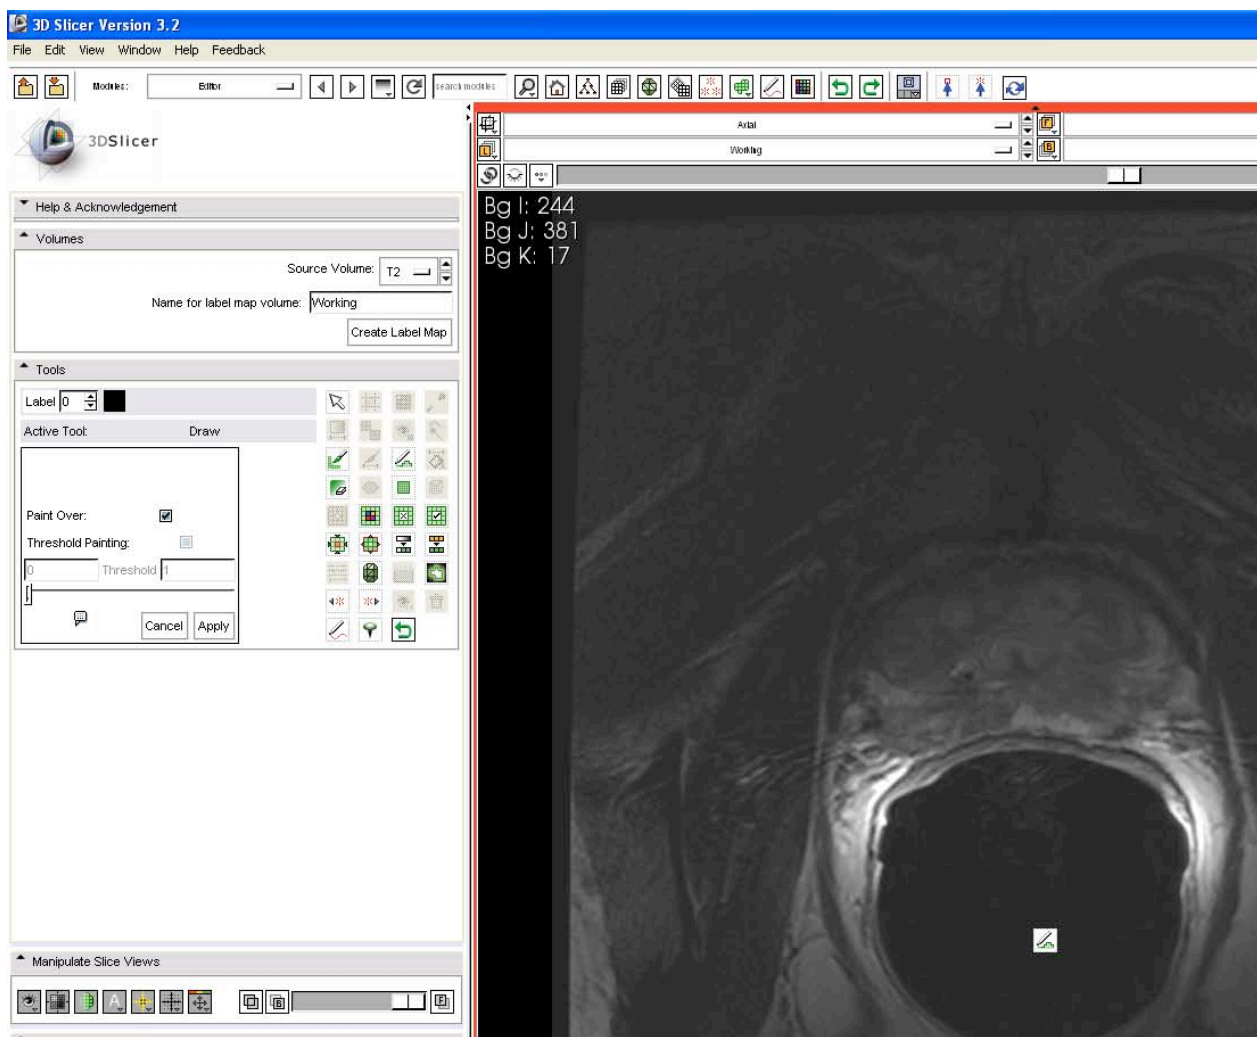 3D Slicer Version 3.2
File Edit View Window Help Feedback
Modules: Editor search modules
3DSlicer
Axial
Working
Help & Acknowledgement
Volumes
Source Volume: T2
Name for label map volume: Working
Create Label Map
Tools
Label 0
Active Tool: Draw
Paint Over:
Threshold Painting:
0 Threshold 1
Cancel Apply
Manipulate Slice Views
Bg I: 244
Bg J: 381
Bg K: 17